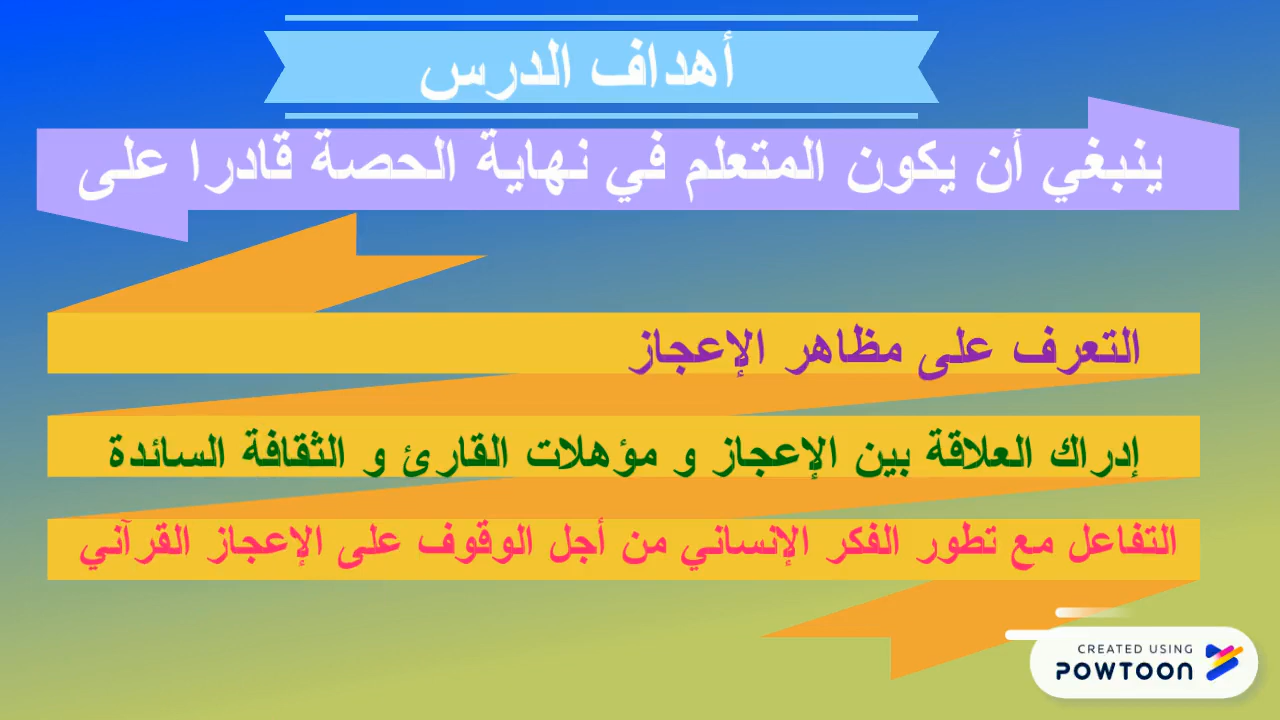 أهداف الدرس
ينبغي أن يكون المتعلم في نهاية الحصة قادرا على
التعرف على مظاهر الإعجاز
إدراك العلاقة بين الإعجاز و مؤهلات القارئ و الثقافة السائدة
التفاعل مع تطور الفكر الإنساني من أجل الوقوف على الإعجاز القرآني
CREATED USING
POWTOON